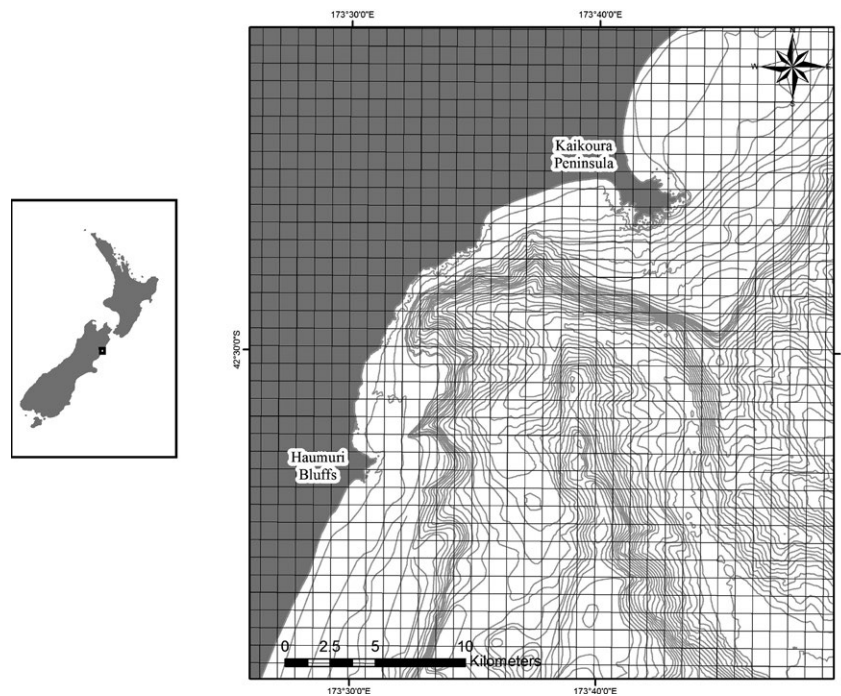 173°30'0"E
173°40'0"E
N
W
E
S
Kaikoura
Peninsula
42°30'0"S
Haumuri
Bluffs
0 2.5 5 10
Kilometers
173°30'0"E
173°40'0"E